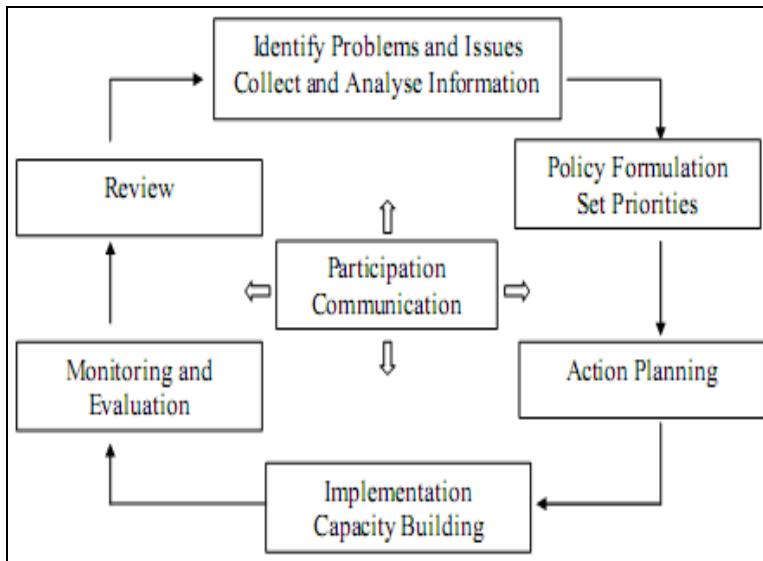 Identify Problems and Issues
Collect and Analyse Information
Policy Formulation
Set Priorities
Review
Participation
Communication
Monitoring and
Evaluation
Action Planning
Implementation
Capacity Building